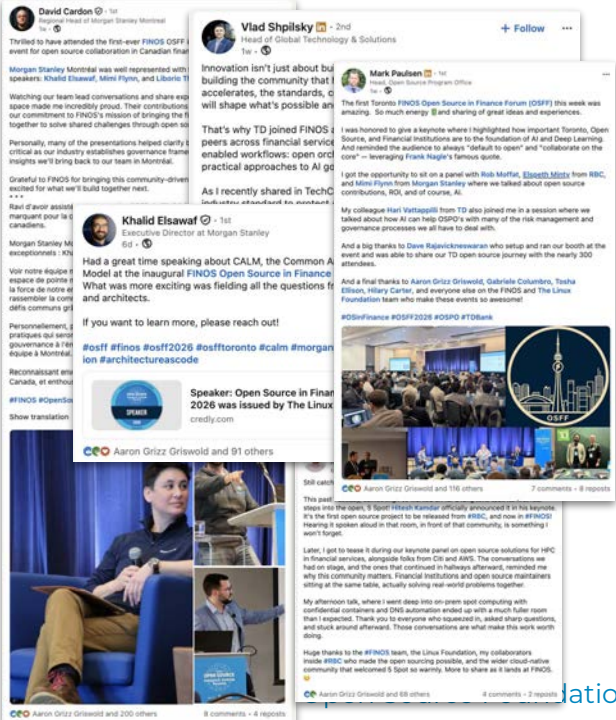 David Cardon · 1st
Regional Head of Morgan Stanley Montreal
1w ·
Thrilled to have attended the first-ever FINOS OSFF
event for open source collaboration in Canadian finan
Morgan Stanley Montréal was well represented with
speakers: Khalid Elsawaf, Mimi Flynn, and Liborio
Watching our team lead conversations and share exp
space made me incredibly proud. Their contributions
our commitment to FINOS's mission of bringing the fi
together to solve shared challenges through open so
Personally, many of the presentations helped clarify
critical as our industry establishes governance frame
insights we'll bring back to our team in Montréal.
Grateful to FINOS for bringing this community-driven
excited for what we'll build together next.
Ravi d'avoir assisté
marquant pour la c
canadiens.
Morgan Stanley Mo
exceptionnels : Kh
Voir notre équipe m
espace de pointe m
la force de notre en
rassembler la comm
défis communs grâ
Personnellement, p
pratiques qui seron
gouvernance à l'èr
équipe à Montréal.
Reconnaissant env
Canada, et enthou
#FINOS #OpenSo
Show translation
Aaron Grizz Griswold and 200 others
8 comments • 4 reposts
Vlad Shpilsky in · 2nd
Head of Global Technology & Solutions
1w ·
+ Follow
Innovation isn't just about bui
building the community that
accelerates, the standards, c
will shape what's possible an
That's why TD joined FINOS a
peers across financial service
enabled workflows: open orch
practical approaches to AI go
As I recently shared in TechC
industry standard to protect
Khalid Elsawaf · 1st
Executive Director at Morgan Stanley
6d ·
Had a great time speaking about CALM, the Common A
Model at the inaugural FINOS Open Source in Finance
What was more exciting was fielding all the questions fr
and architects.
If you want to learn more, please reach out!
#osff #finos #osff2026 #osfftoronto #calm #morgan
ion #architectureascode
SPEAKER
Speaker: Open Source in Finan
2026 was issued by The Linux
credly.com
Aaron Grizz Griswold and 91 others
Mark Paulsen in · 1st
Head, Open Source Program Office
1w ·
The first Toronto FINOS Open Source in Finance Forum (OSFF) this week was
amazing. So much energy and sharing of great ideas and experiences.
I was honored to give a keynote where I highlighted how important Toronto, Open
Source, and Financial Institutions are to the foundation of AI and Deep Learning.
And reminded the audience to always "default to open" and "collaborate on the
core" — leveraging Frank Nagle's famous quote.
I got the opportunity to sit on a panel with Rob Moffat, Elspeth Minty from RBC,
and Mimi Flynn from Morgan Stanley where we talked about open source
contributions, ROI, and of course, AI.
My colleague Hari Vattappilli from TD also joined me in a session where we
talked about how AI can help OSPO's with many of the risk management and
governance processes we all have to deal with.
And a big thanks to Dave Rajavickneswaran who setup and ran our booth at the
event and was able to share our TD open source journey with the nearly 300
attendees.
And a final thanks to Aaron Griz Griswold, Gabriele Columbro, Tosha
Ellison, Hilary Carter, and everyone else on the FINOS and The Linux
Foundation team who make these events so awesome!
#OSinFinance #OSFF2026 #OSPO #TDBank
OSFF
Aaron Grizz Griswold and 116 others
7 comments • 8 reposts
Still catch
This past
steps into the open, 5 Spot! Hitesh Kamdar officially announced it in his keynote.
It's the first open source project to be released from #RBC, and now in #FINOS!
Hearing it spoken aloud in that room, in front of that community, is something I
won't forget.
Later, I got to tease it during our keynote panel on open source solutions for HPC
in financial services, alongside folks from Citi and AWS. The conversations we
had on stage, and the ones that continued in hallways afterward, reminded me
why this community matters. Financial Institutions and open source maintainers
sitting at the same table, actually solving real-world problems together.
My afternoon talk, where I went deep into on-prem spot computing with
confidential containers and DNS automation ended up with a much fuller room
than I expected. Thank you to everyone who squeezed in, asked sharp questions,
and stuck around afterward. Those conversations are what make this work worth
doing.
Huge thanks to the #FINOS team, the Linux Foundation, my collaborators
inside #RBC who made the open sourcing possible, and the wider cloud-native
community that welcomed 5 Spot so warmly. More to share as it lands at FINOS.
Aaron Grizz Griswold and 68 others
4 comments • 2 reposts